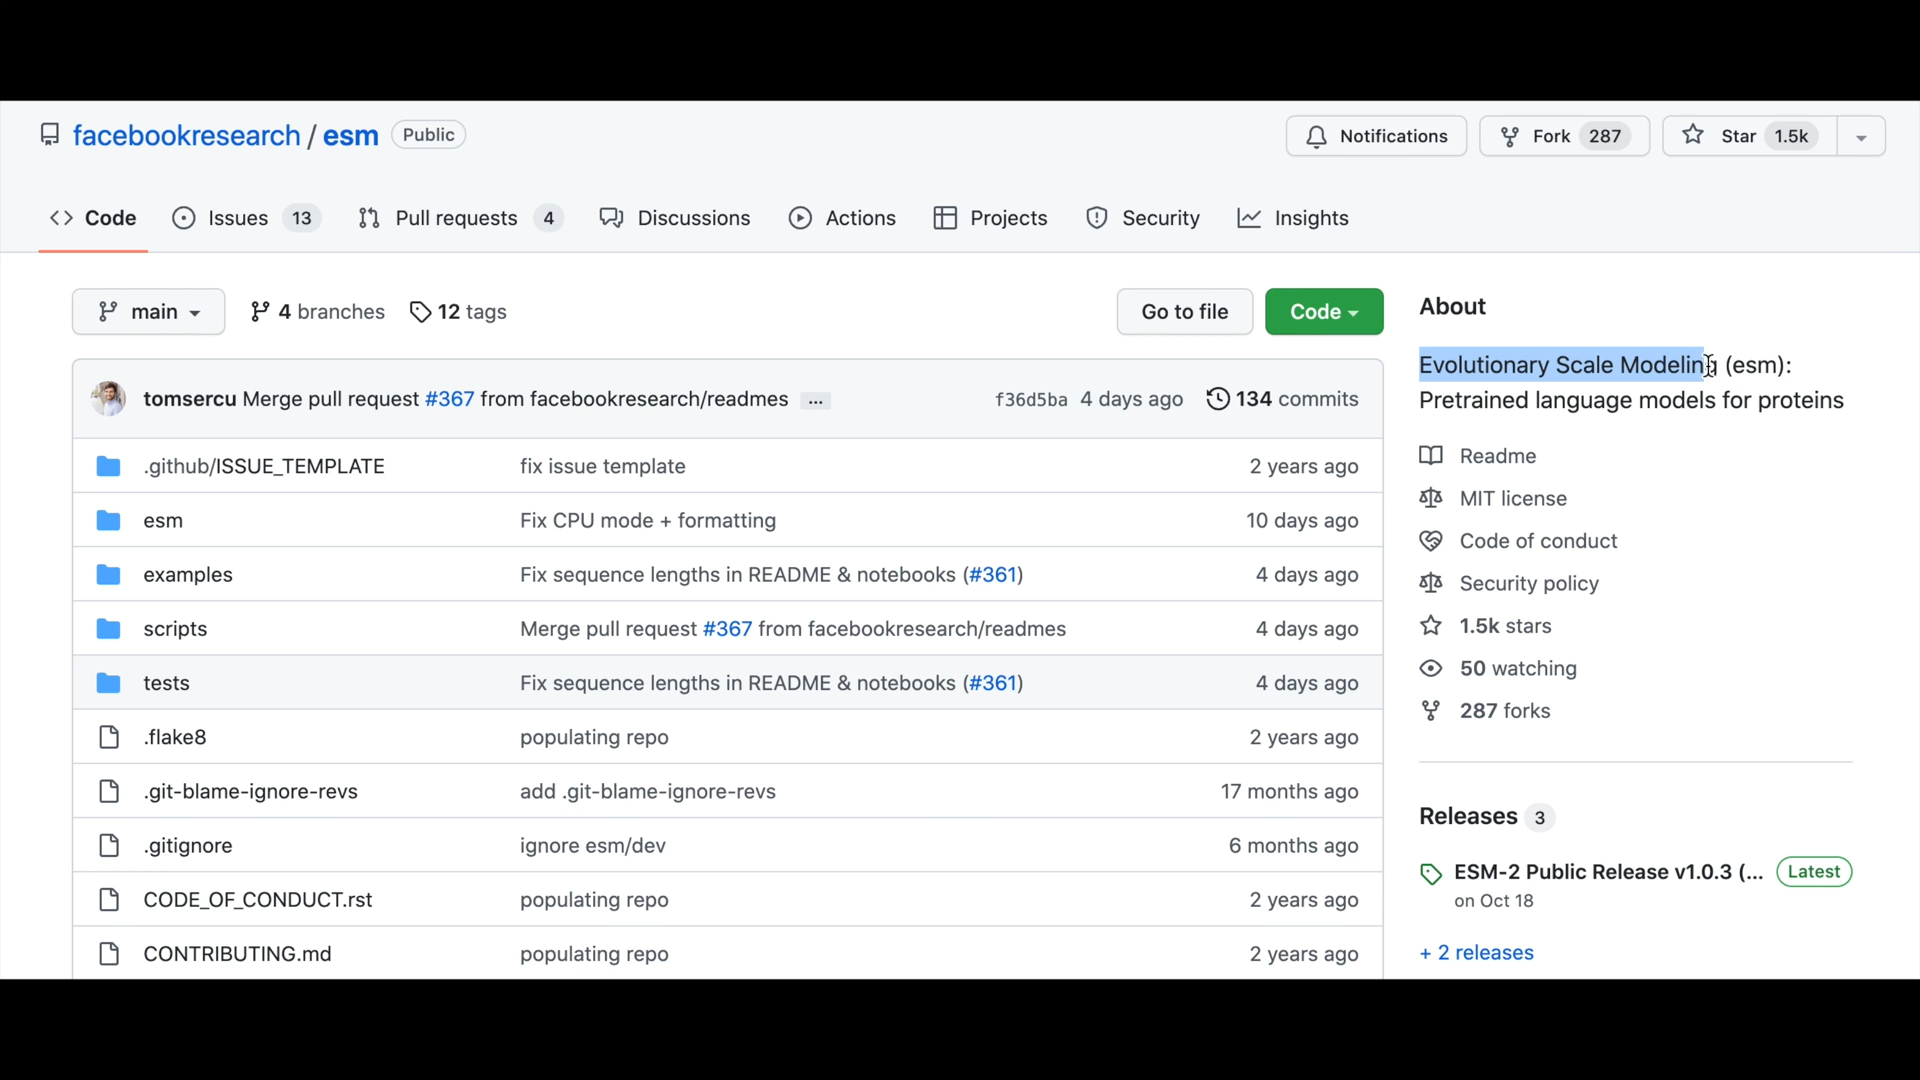 facebookresearch / esm Public
Notifications Fork 287 Star 1.5k
Code Issues 13 Pull requests 4 Discussions Actions Projects Security Insights
main 4 branches 12 tags Go to file Code
tomsercu Merge pull request #367 from facebookresearch/readmes ... f36d5ba 4 days ago 134 commits
.github/ISSUE_TEMPLATE fix issue template 2 years ago
esm Fix CPU mode + formatting 10 days ago
examples Fix sequence lengths in README & notebooks (#361) 4 days ago
scripts Merge pull request #367 from facebookresearch/readmes 4 days ago
tests Fix sequence lengths in README & notebooks (#361) 4 days ago
.flake8 populating repo 2 years ago
.git-blame-ignore-revs add .git-blame-ignore-revs 17 months ago
.gitignore ignore esm/dev 6 months ago
CODE_OF_CONDUCT.rst populating repo 2 years ago
CONTRIBUTING.md populating repo 2 years ago
About
Evolutionary Scale Modeling (esm):
Pretrained language models for proteins
Readme
MIT license
Code of conduct
Security policy
1.5k stars
50 watching
287 forks
Releases 3
ESM-2 Public Release v1.0.3 (... Latest
on Oct 18
+ 2 releases